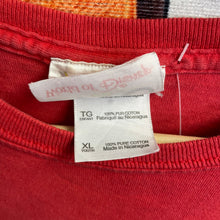 World of Disney
TG
100% PUR COTON
Fabriqué au Nicaragua
XL
100% PURE COTTON
Made in Nicaragua